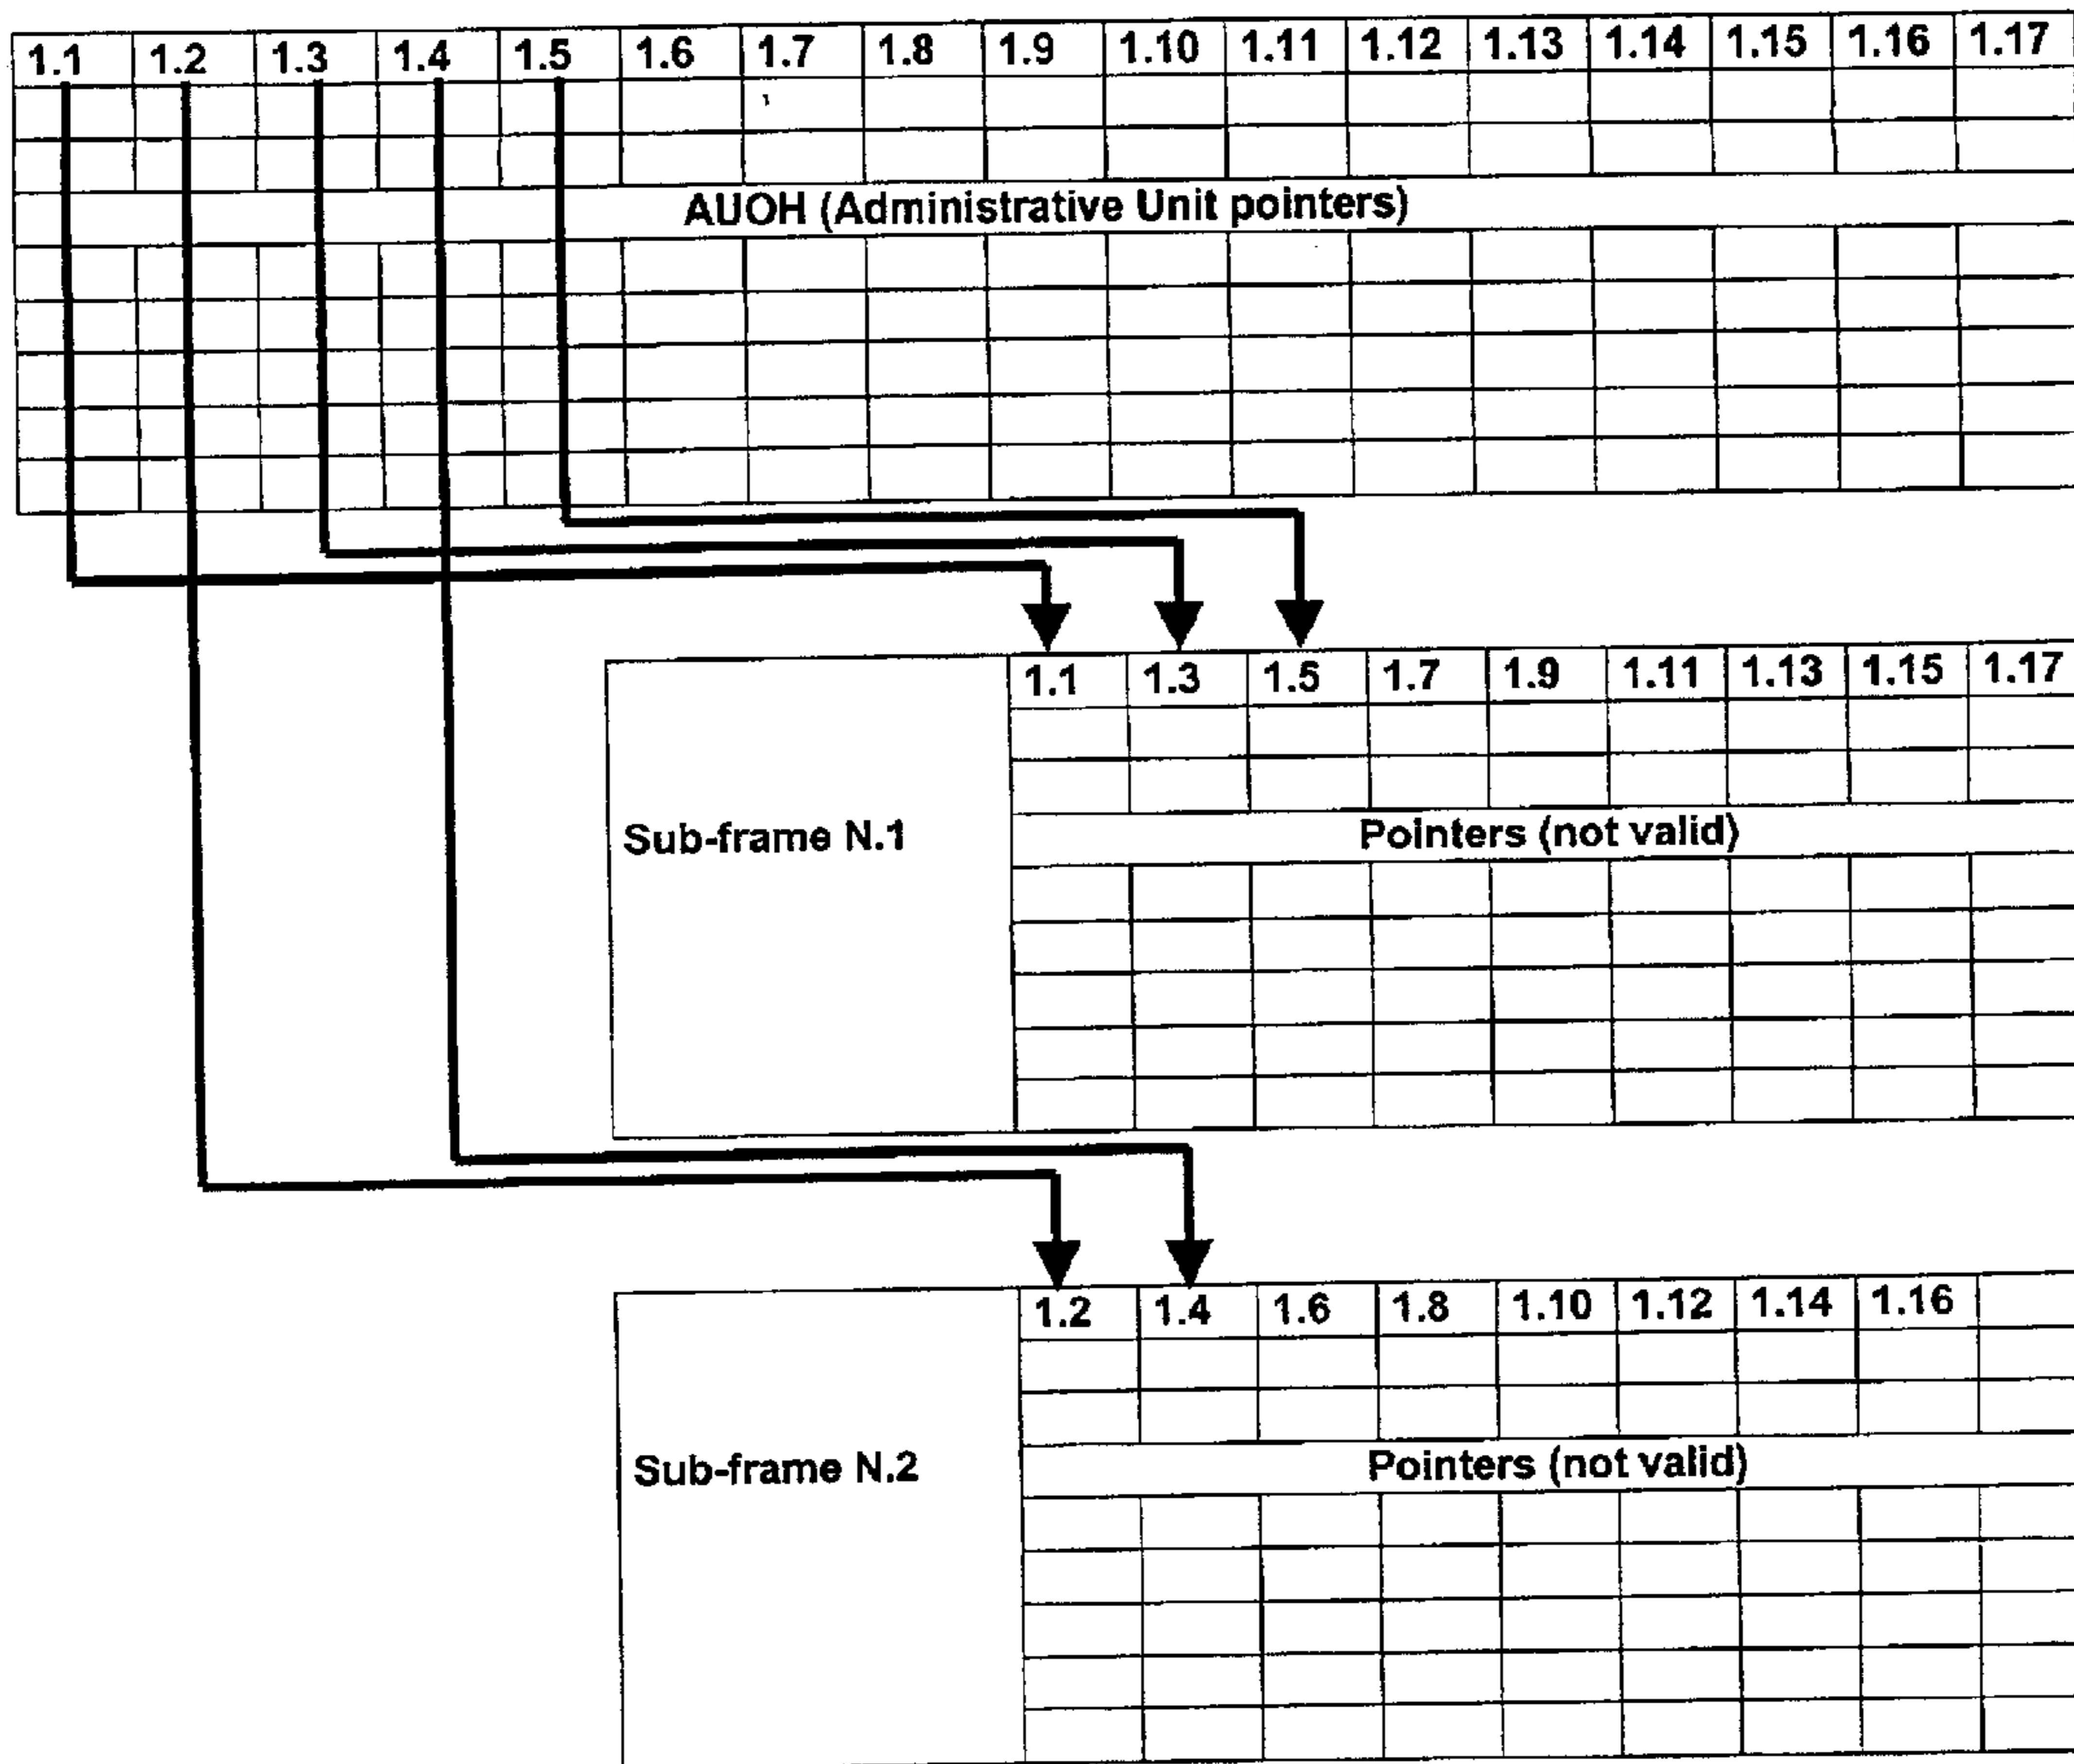 1.1 1.2 1.3 1.4 1.5 1.6 1.7 1.8 1.9 1.10 1.11 1.12 1.13 1.14 1.15 1.16 1.17
AUOH (Administrative Unit pointers)
1.1 1.3 1.5 1.7 1.9 1.11 1.13 1.15 1.17
Sub-frame N.1 Pointers (not valid)
1.2 1.4 1.6 1.8 1.10 1.12 1.14 1.16
Sub-frame N.2 Pointers (not valid)